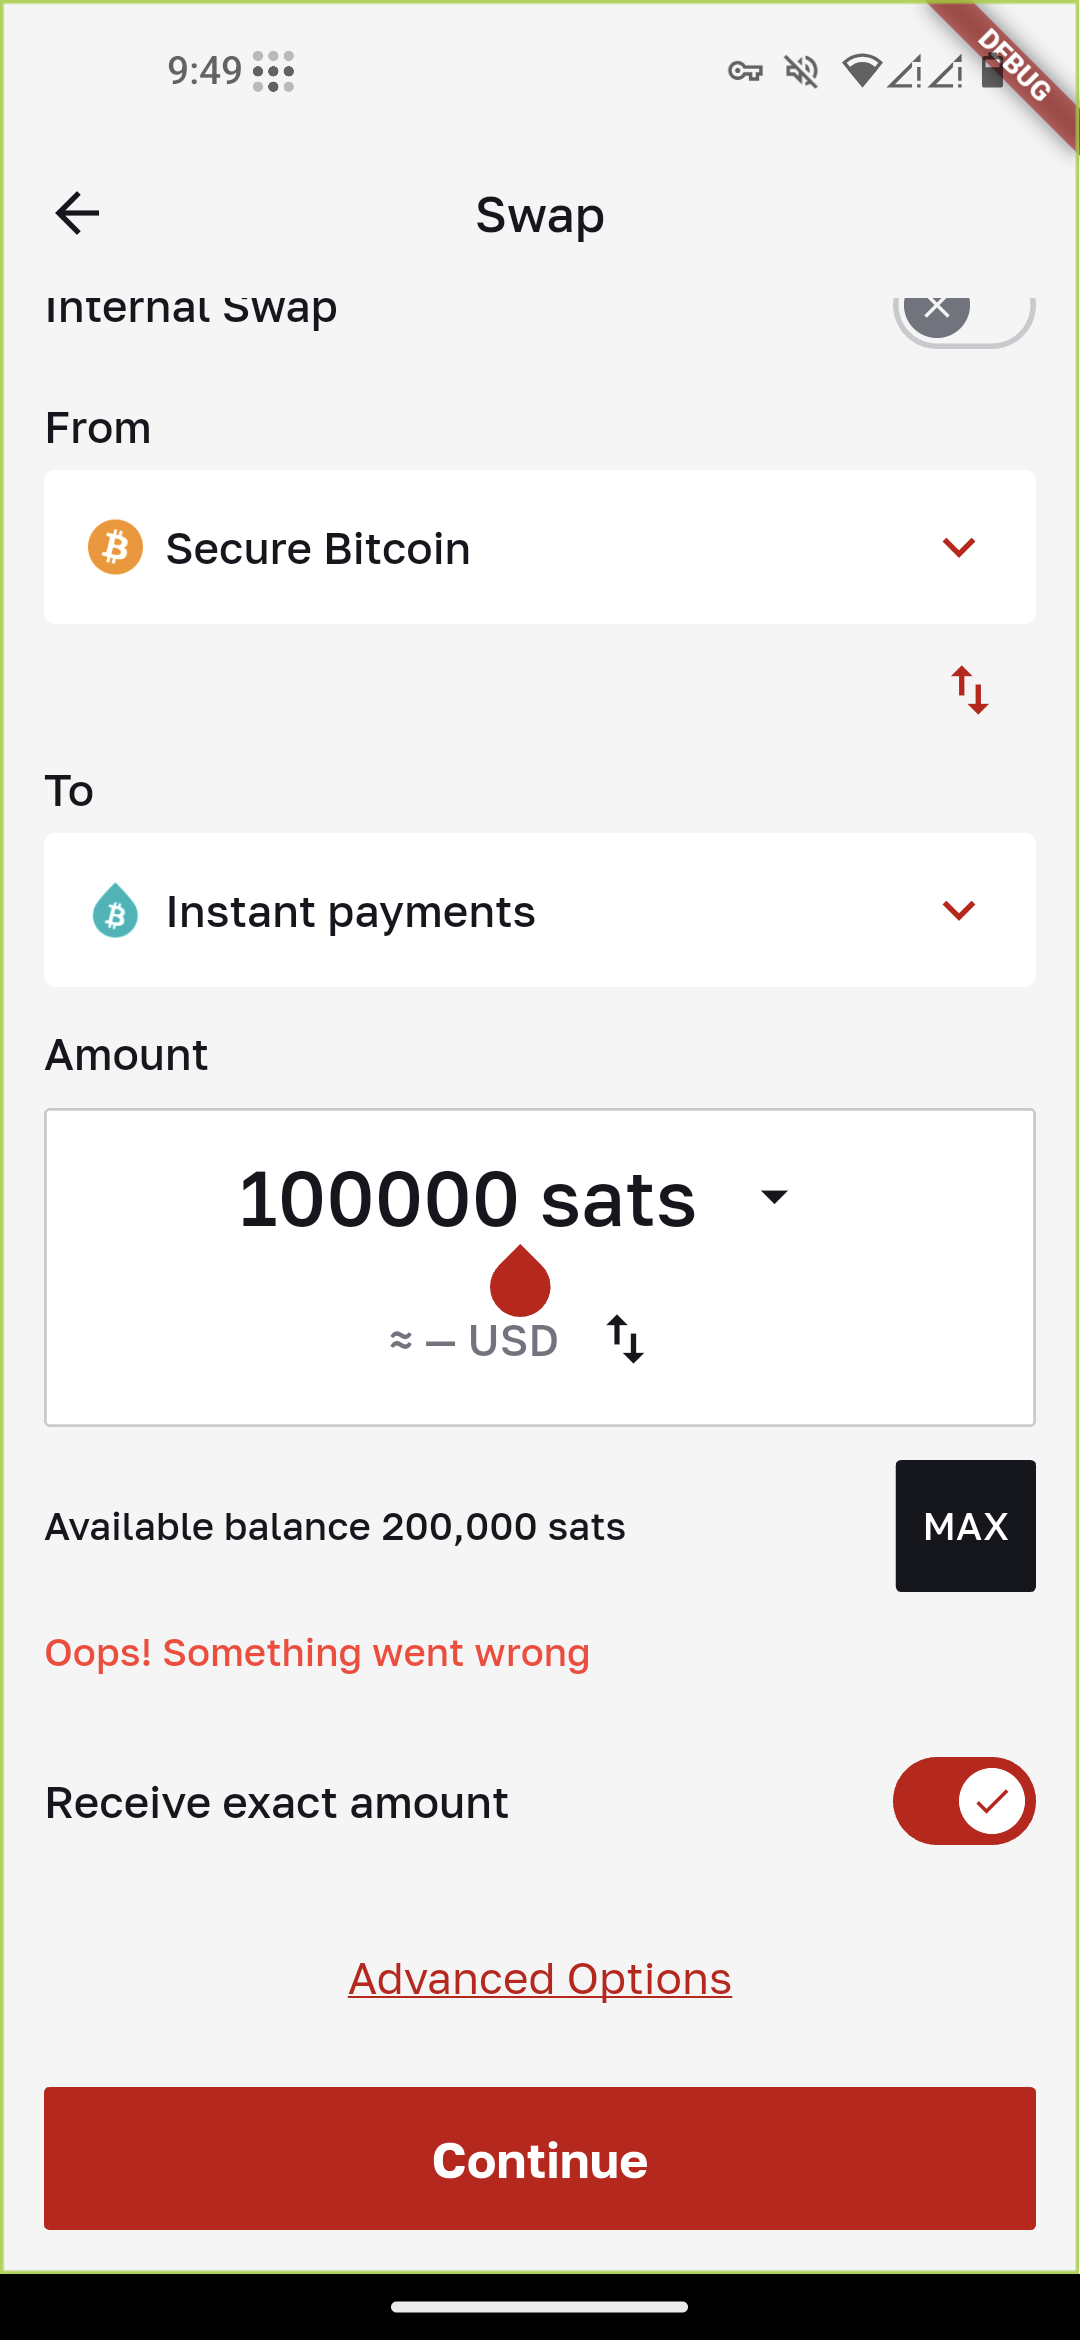 9:49
DEBUG
Swap
Internal Swap
From
Secure Bitcoin
To
Instant payments
Amount
100000 sats
≈ — USD
Available balance 200,000 sats
MAX
Oops! Something went wrong
Receive exact amount
Advanced Options
Continue